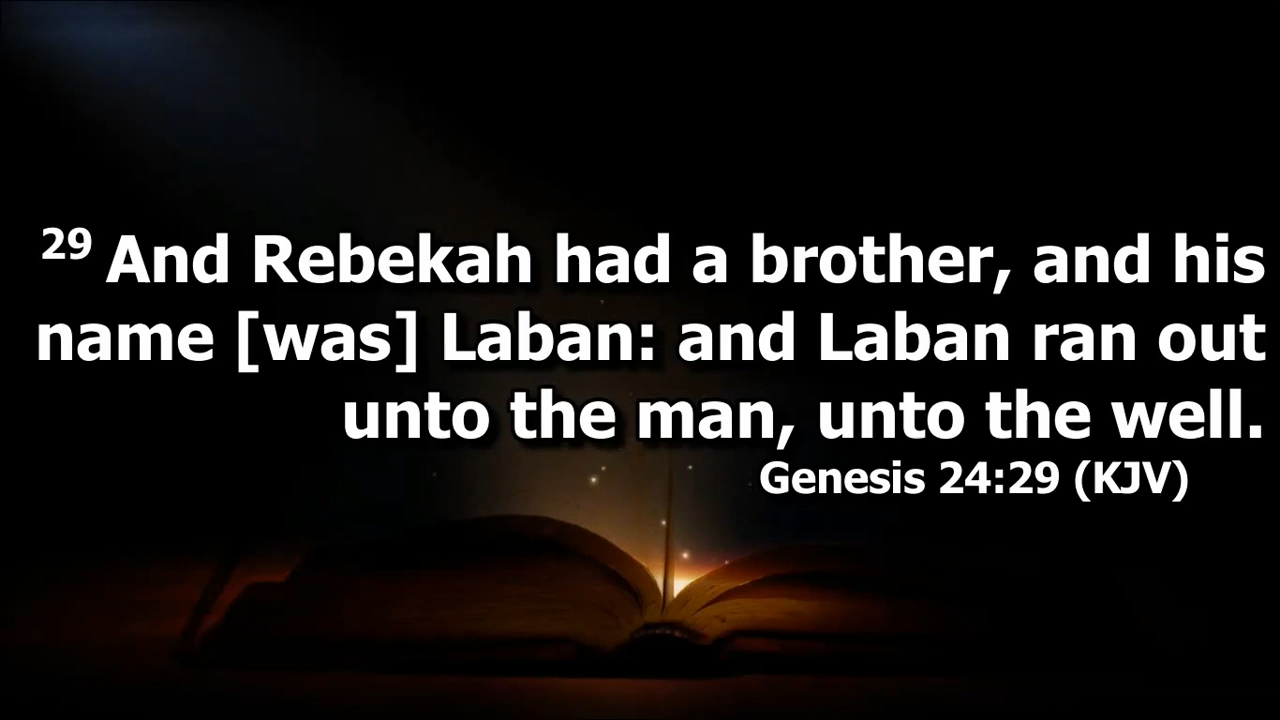 29 And Rebekah had a brother, and his
name [was] Laban: and Laban ran out
unto the man, unto the well.
Genesis 24:29 (KJV)